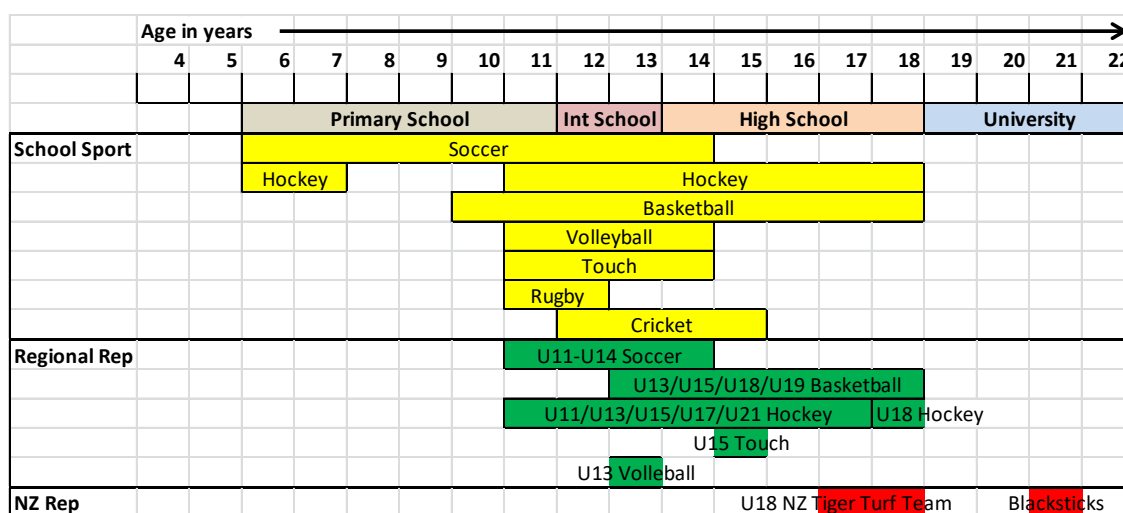 Age in years
4 5 6 7 8 9 10 11 12 13 14 15 16 17 18 19 20 21 22
Primary School Int School High School University
School Sport Soccer
Hockey Hockey
Basketball
Volleyball
Touch
Rugby
Cricket
Regional Rep U11-U14 Soccer
U13/U15/U18/U19 Basketball
U11/U13/U15/U17/U21 Hockey U18 Hockey
U15 Touch
U13 Volleball
NZ Rep U18 NZ Tiger Turf Team Blacksticks